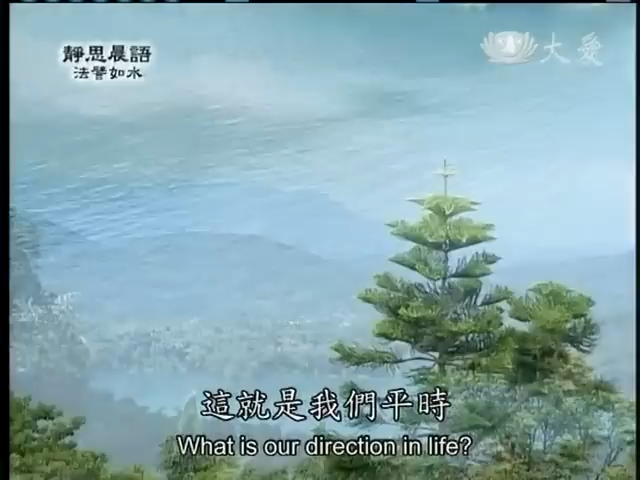 靜思晨語
法譬如水
大愛
這就是我們平時
What is our direction in life?